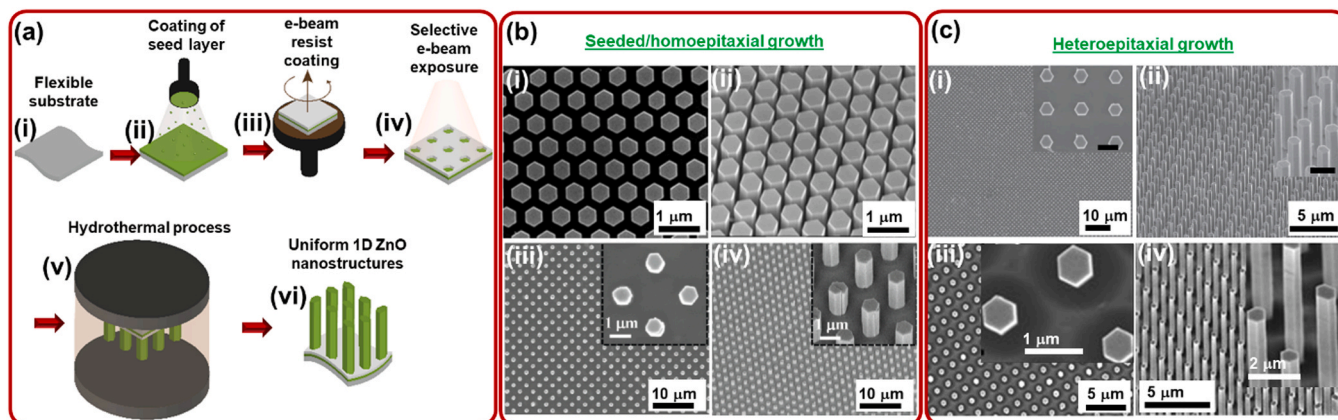 (a)
Coating of
seed layer
e-beam
resist
coating
Selective
e-beam
exposure
Flexible
substrate
(i)
(ii)
(iii)
(iv)
Hydrothermal process
Uniform 1D ZnO
nanostructures
(v)
(vi)
(b)
Seeded/homoepitaxial growth
(i)
1 μm
(ii)
1 μm
(iii)
1 μm
10 μm
(iv)
1 μm
10 μm
(c)
Heteroepitaxial growth
(i)
10 μm
(ii)
5 μm
(iii)
1 μm
5 μm
(iv)
2 μm
5 μm